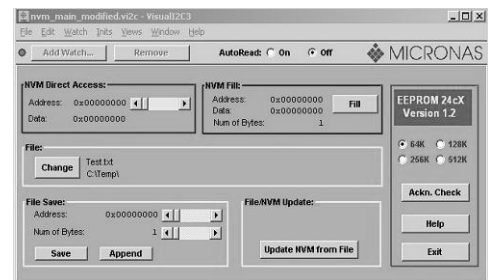 nvm_main_modified.vi2c - VisualI2C3
File Edit Watch Inits Views Window Help
Add Watch... Remove AutoRead: On Off MICRONAS
NVM Direct Access:
Address: 0x00000000
Data: 0x00000000
NVM Fill:
Address: 0x00000000
Data: 0x00000000
Num of Bytes: 1
Fill
EEPROM 24cX
Version 1.2
64K 128K
256K 512K
File:
Change
Test.txt
C:\Temp\
Ackn. Check
Help
Exit
File Save:
Address: 0x00000000
Num of Bytes: 1
Save Append
File/NVM Update:
Update NVM from File